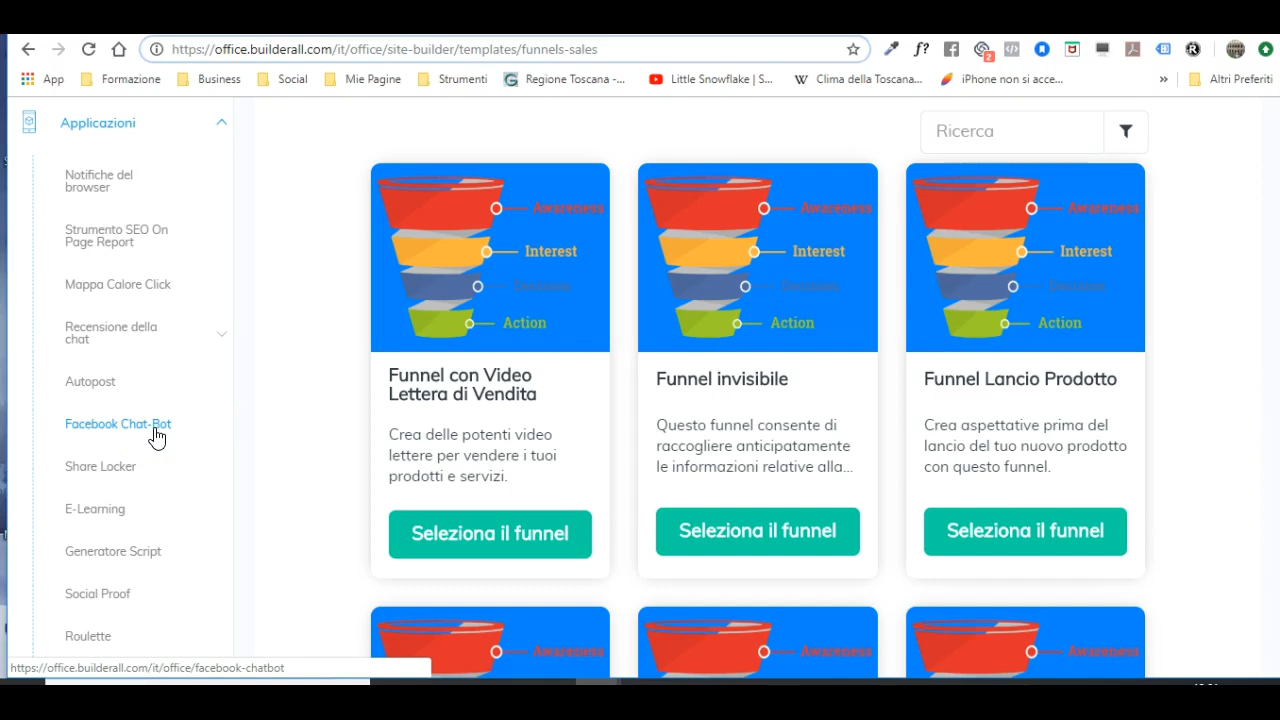 https://office.builderall.com/it/office/site-builder/templates/funnels-sales
f?
2
App
Formazione
Business
Social
Mie Pagine
Strumenti
Regione Toscana -...
Little Snowflake | S...
W Clima della Toscana...
iPhone non si acce...
»
Altri Preferiti
Applicazioni
Notifiche del
browser
Strumento SEO On
Page Report
Mappa Calore Click
Recensione della
chat
Autopost
Facebook Chat-Bot
Share Locker
E-Learning
Generatore Script
Social Proof
Roulette
https://office.builderall.com/it/office/facebook-chatbot
Ricerca
Awareness
Interest
Decision
Action
Funnel con Video
Lettera di Vendita
Crea delle potenti video
lettere per vendere i tuoi
prodotti e servizi.
Seleziona il funnel
Awareness
Interest
Decision
Action
Funnel invisibile
Questo funnel consente di
raccogliere anticipatamente
le informazioni relative alla...
Seleziona il funnel
Awareness
Interest
Decision
Action
Funnel Lancio Prodotto
Crea aspettative prima del
lancio del tuo nuovo prodotto
con questo funnel.
Seleziona il funnel
Awareness
Awareness
Awareness